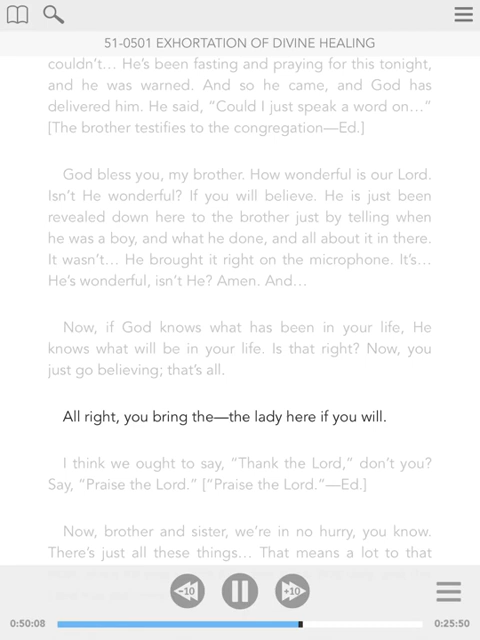 51-0501 EXHORTATION OF DIVINE HEALING
couldn't… He's been fasting and praying for this tonight,
and he was warned. And so he came, and God has
delivered him. He said, “Could I just speak a word on…“
[The brother testifies to the congregation—Ed.]
God bless you, my brother. How wonderful is our Lord.
Isn't He wonderful? If you will believe. He is just been
revealed down here to the brother just by telling when
he was a boy, and what he done, and all about it in there.
It wasn't… He brought it right on the microphone. It's…
He's wonderful, isn't He? Amen. And…
Now, if God knows what has been in your life, He
knows what will be in your life. Is that right? Now, you
just go believing; that's all.
All right, you bring the—the lady here if you will.
I think we ought to say, “Thank the Lord,” don't you?
Say, “Praise the Lord.” [“Praise the Lord.”—Ed.]
Now, brother and sister, we're in no hurry, you know.
There's just all these things… That means a lot to that
-10
+10
0:50:08
0:25:50